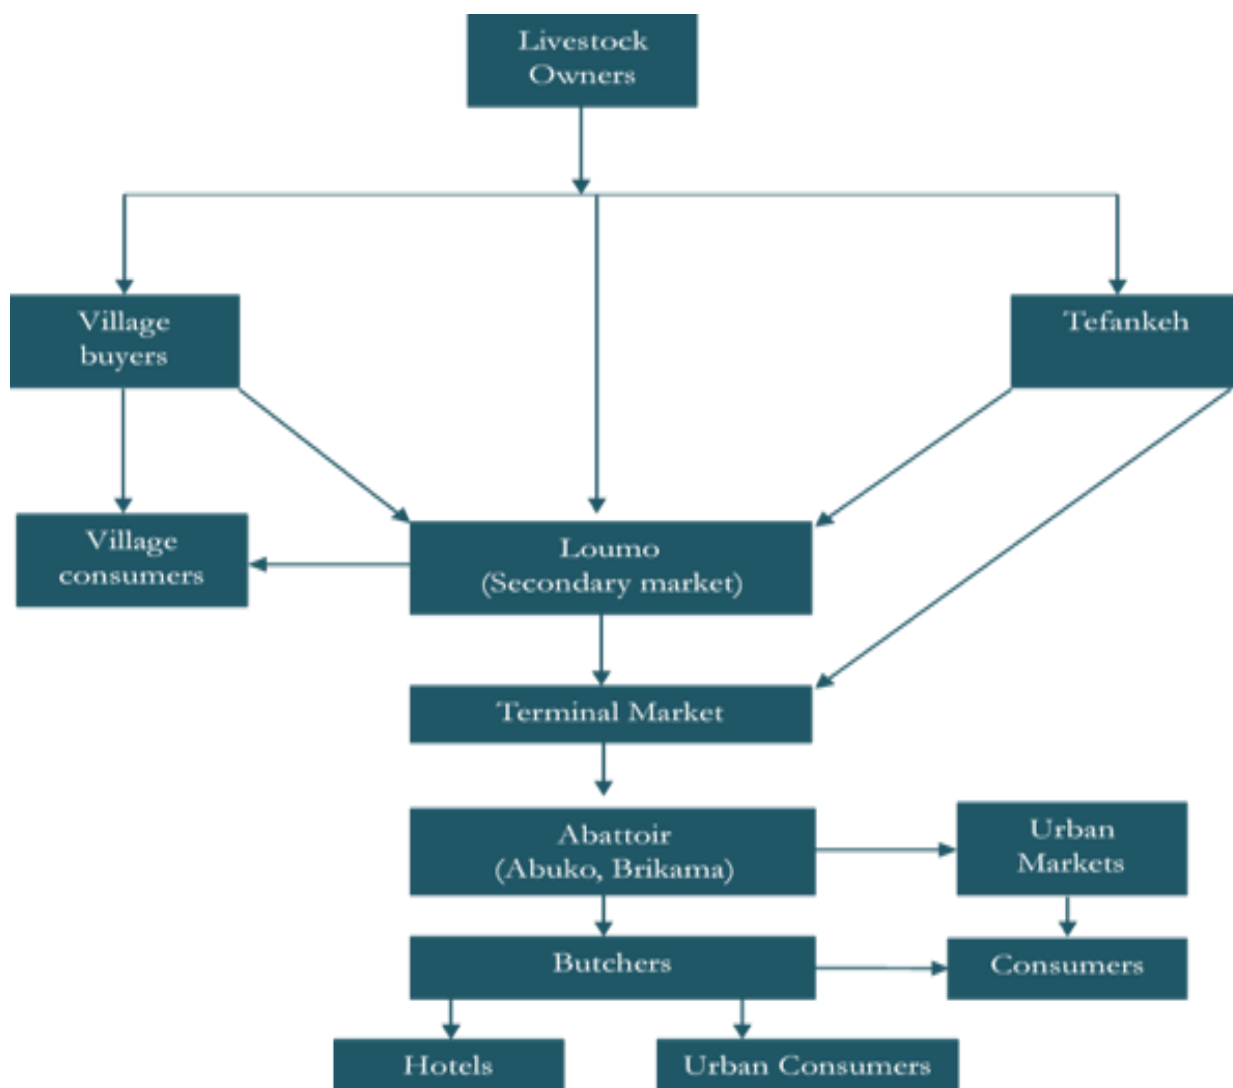 Livestock
Owners
Village
buyers
Tefankeh
Village
consumers
Loumo
(Secondary market)
Terminal Market
Abattoir
(Abuko, Brikama)
Urban
Markets
Butchers
Consumers
Hotels
Urban Consumers